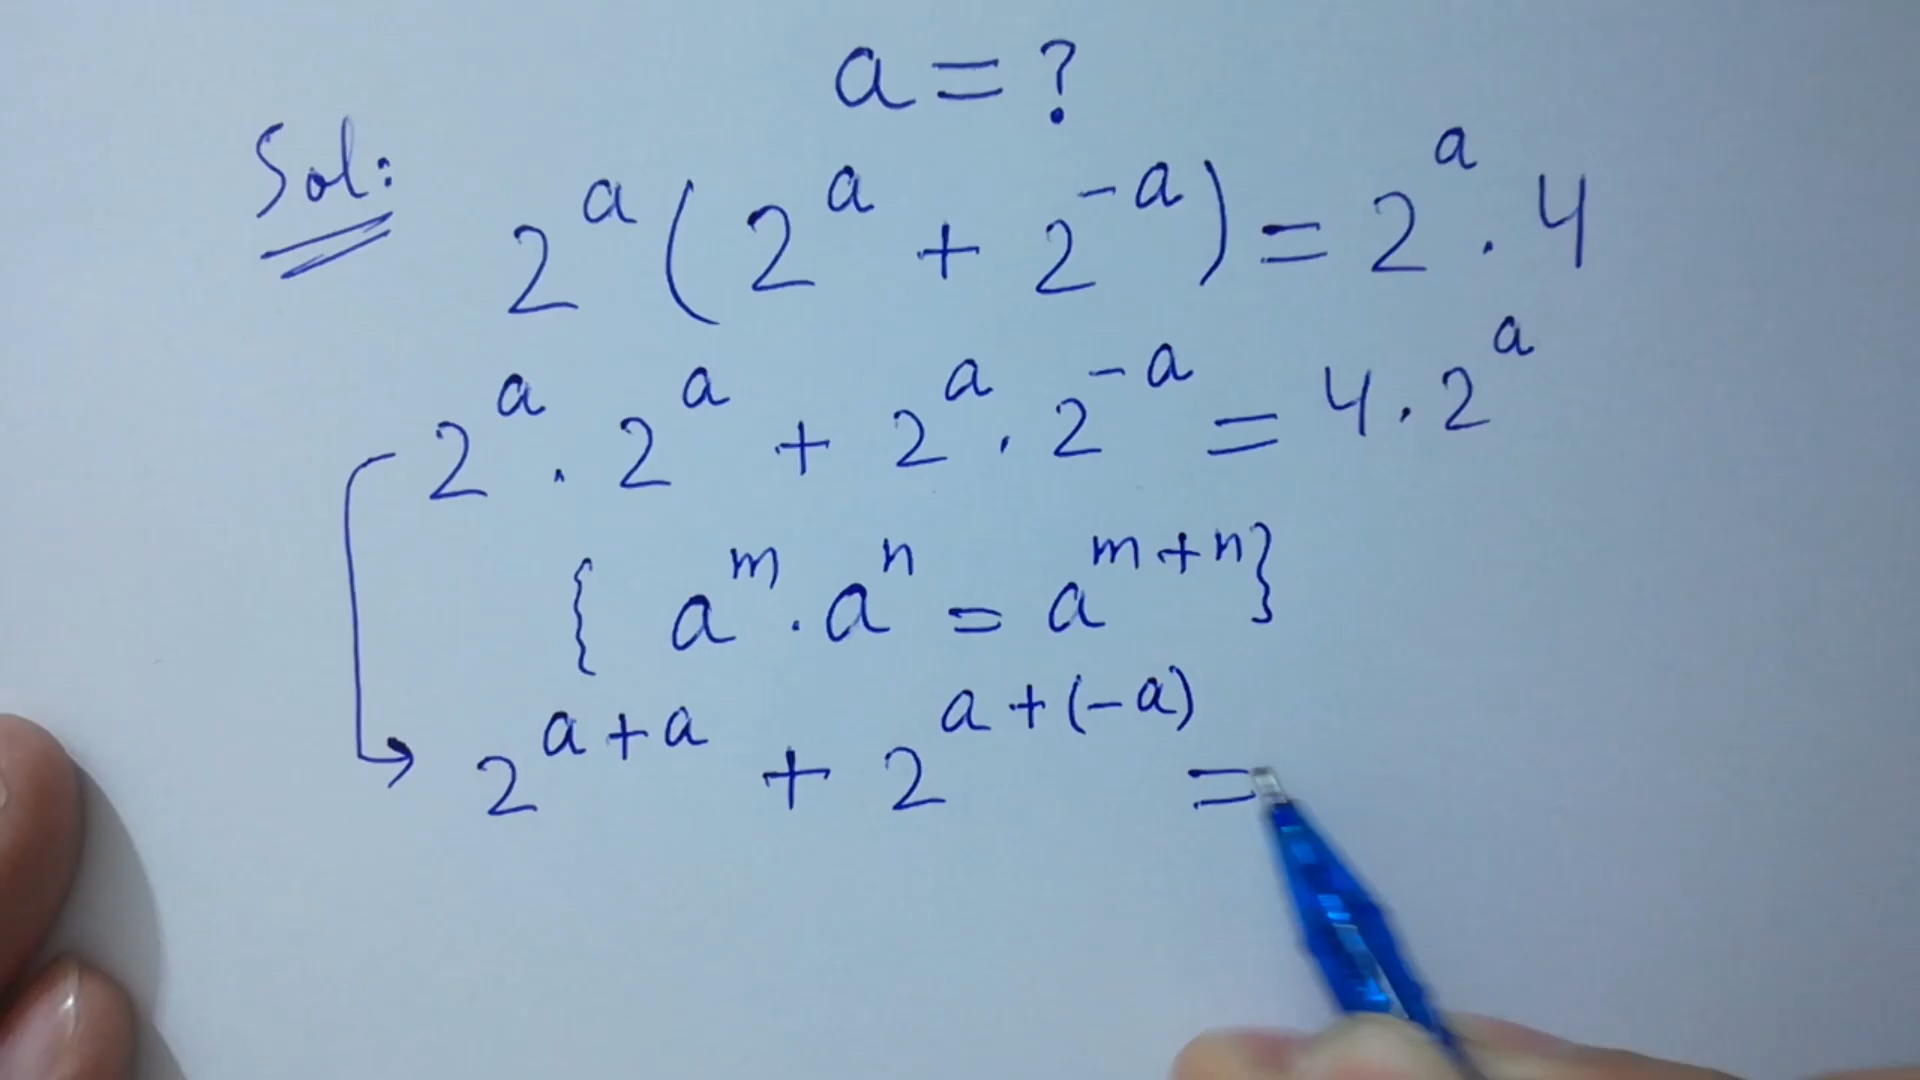 a = ?
Sol:
2^a (2^a + 2^-a) = 2^a . 4
2^a . 2^a + 2^a . 2^-a = 4 . 2^a
{ a^m . a^n = a^m+n }
2^a+a + 2^a+(-a) =